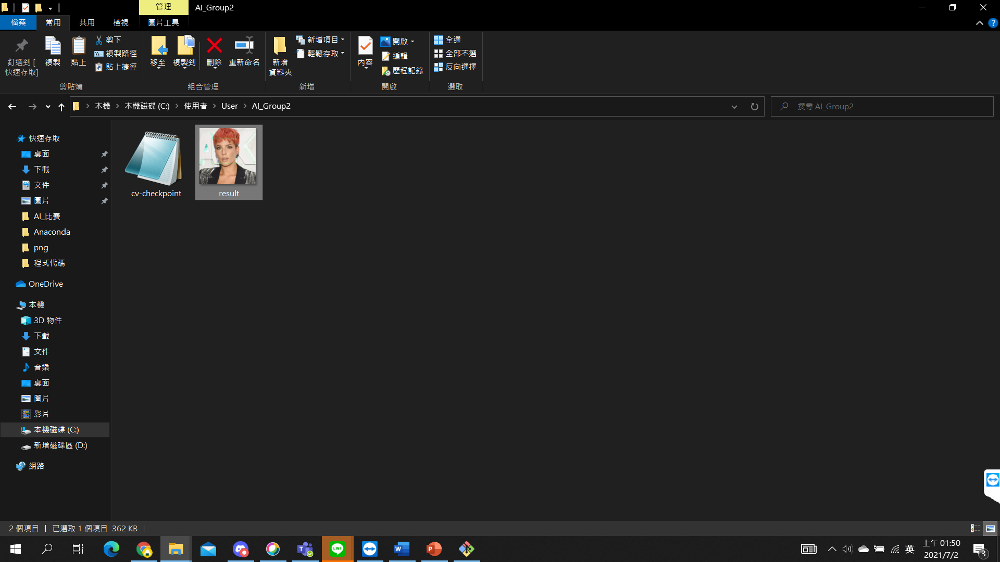 管理
AI_Group2
檔案
常用
共用
檢視
圖片工具
釘選到 [
快速存取]
複製
貼上
剪下
複製路徑
貼上捷徑
剪貼簿
移至
複製到
刪除
重新命名
組合管理
新增
資料夾
新增項目
輕鬆存取
新增
內容
開啟
編輯
歷程記錄
開啟
全選
全部不選
反向選擇
選取
本機
本機磁碟 (C:)
使用者
User
AI_Group2
搜尋 AI_Group2
快速存取
桌面
下載
文件
圖片
AI_比賽
Anaconda
png
程式代碼
OneDrive
本機
3D 物件
下載
文件
音樂
桌面
圖片
影片
本機磁碟 (C:)
新增磁碟區 (D:)
網路
cv-checkpoint
result
2 個項目
已選取 1 個項目 362 KB
LINE
英
上午 01:50
2021/7/2
3